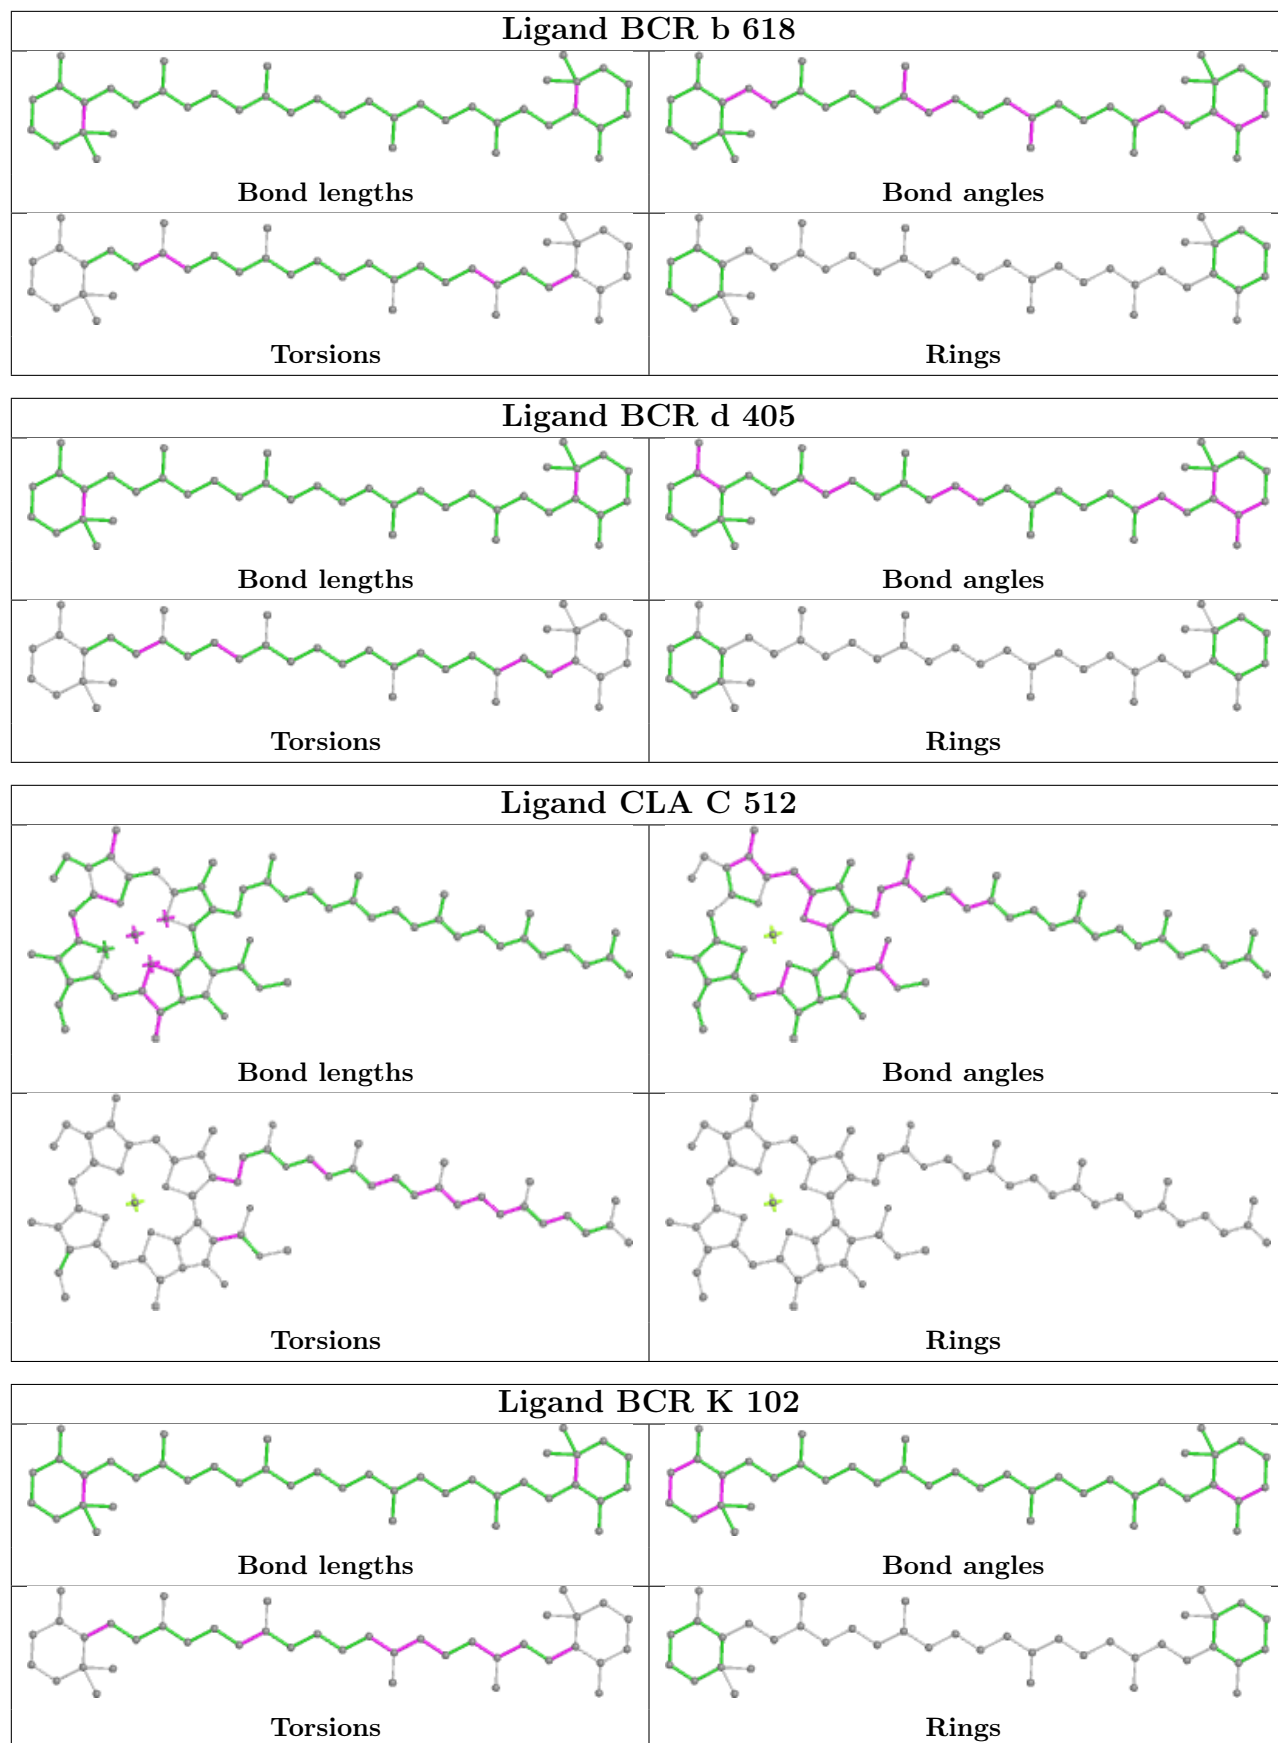 Ligand BCR b 618
Bond lengths
Bond angles
Torsions
Rings
Ligand BCR d 405
Bond lengths
Bond angles
Torsions
Rings
Ligand CLA C 512
Bond lengths
Bond angles
Torsions
Rings
Ligand BCR K 102
Bond lengths
Bond angles
Torsions
Rings